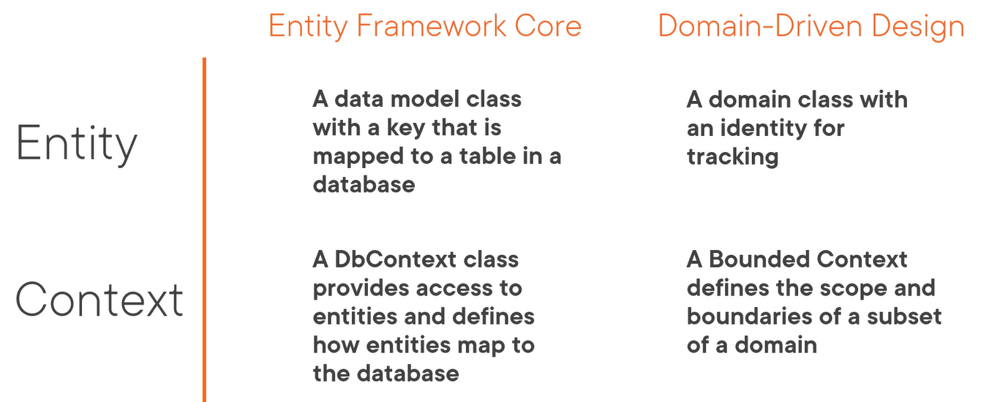 Entity Framework Core
Domain-Driven Design
Entity
A data model class
with a key that is
mapped to a table in a
database
A domain class with
an identity for
tracking
Context
A DbContext class
provides access to
entities and defines
how entities map to
the database
A Bounded Context
defines the scope and
boundaries of a subset
of a domain